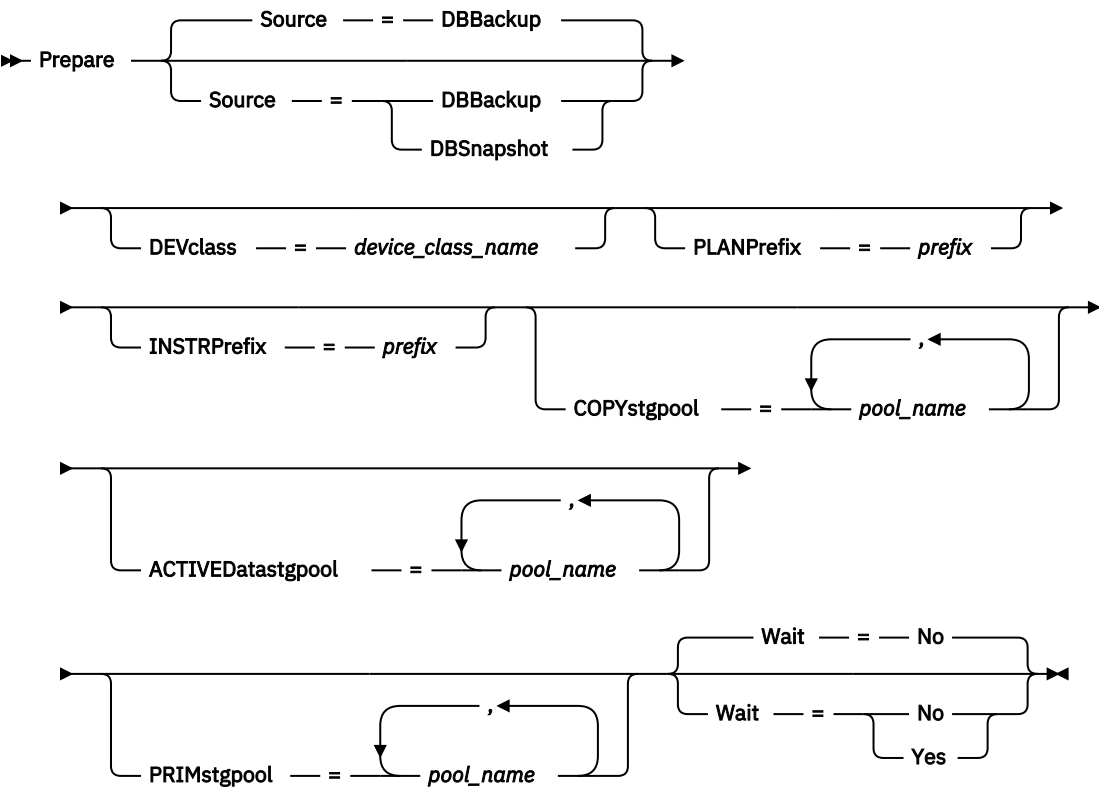 Source = DBBackup
Prepare
Source = DBBackup
DBSnapshot
DEVclass = device_class_name PLANPrefix = prefix
INSTRPrefix = prefix
,
COPYstgpool = pool_name
,
ACTIVEDatastgpool = pool_name
Wait = No
,
Wait = No
Yes
PRIMstgpool = pool_name